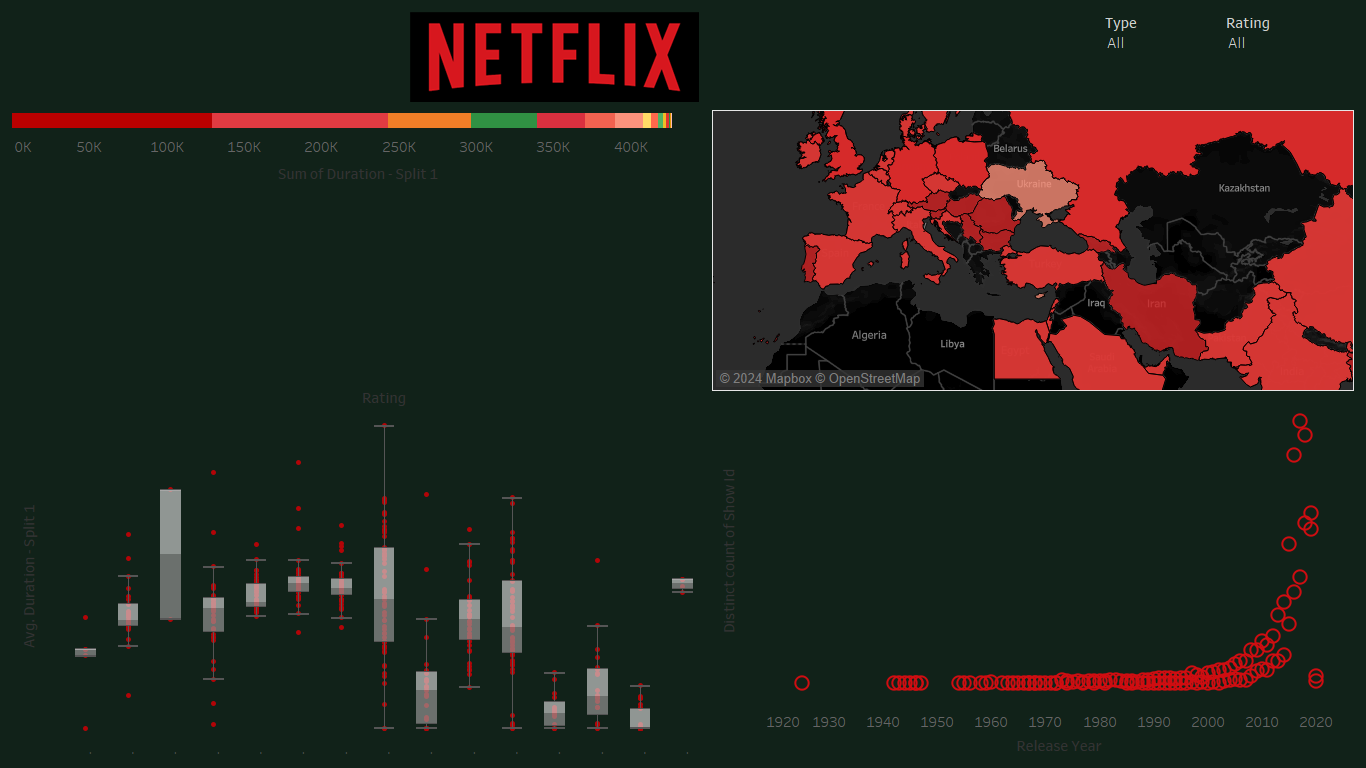 NETFLIX
Type
All
Rating
All
0K 50K 100K 150K 200K 250K 300K 350K 400K
Sum of Duration - Split 1
Belarus
Ukraine
Kazakhstan
Iraq
Iran
Algeria
Libya
© 2024 Mapbox © OpenStreetMap
Rating
Avg. Duration - Split 1
Distinct count of Show Id
1920 1930 1940 1950 1960 1970 1980 1990 2000 2010 2020
Release Year